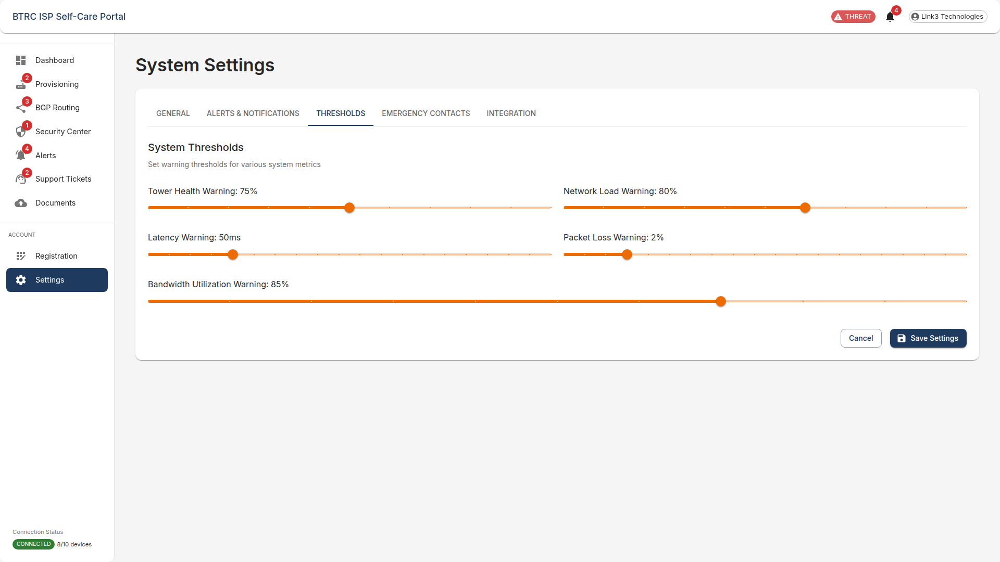 BTRC ISP Self-Care Portal
THREAT
4
Link3 Technologies
Dashboard
2
Provisioning
3
BGP Routing
1
Security Center
4
Alerts
2
Support Tickets
Documents
ACCOUNT
Registration
Settings
Connection Status
CONNECTED 8/10 devices
System Settings
GENERAL ALERTS & NOTIFICATIONS THRESHOLDS EMERGENCY CONTACTS INTEGRATION
System Thresholds
Set warning thresholds for various system metrics
Tower Health Warning: 75%
Network Load Warning: 80%
Latency Warning: 50ms
Packet Loss Warning: 2%
Bandwidth Utilization Warning: 85%
Cancel
Save Settings